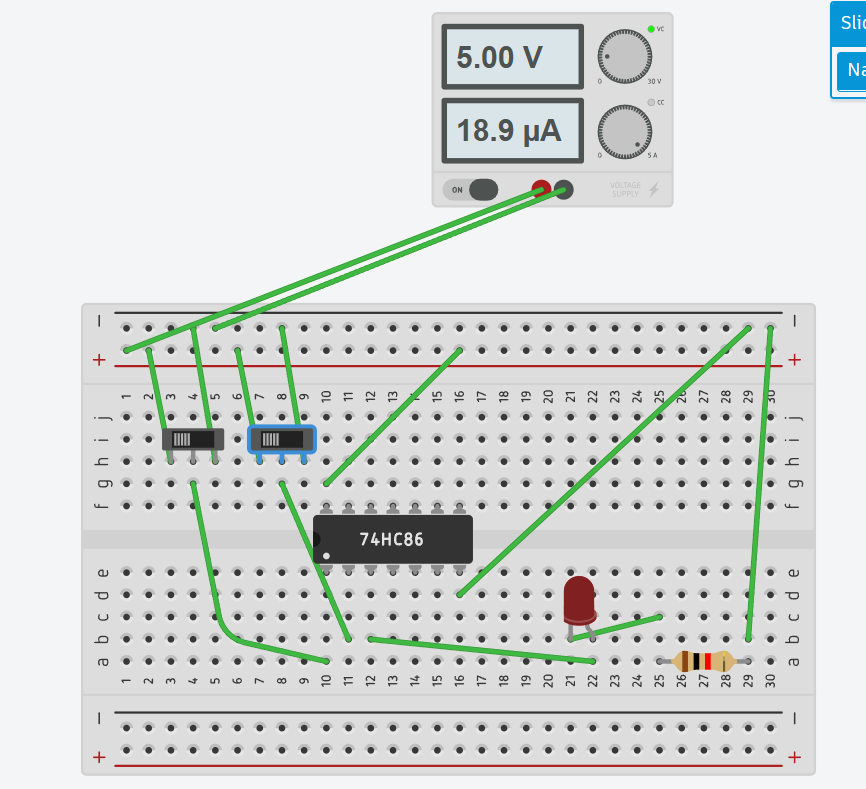 Slid
Na
5.00 V
VC
0
30 V
18.9 µA
CC
0
5 A
ON
VOLTAGE
SUPPLY
− −
+ +
1 2 3 4 5 6 7 8 9 10 11 12 13 14 15 16 17 18 19 20 21 22 23 24 25 26 27 28 29 30
j j
i i
h h
g g
f f
74HC86
e e
d d
c c
b b
a a
1 2 3 4 5 6 7 8 9 10 11 12 13 14 15 16 17 18 19 20 21 22 23 24 25 26 27 28 29 30
− −
+ +